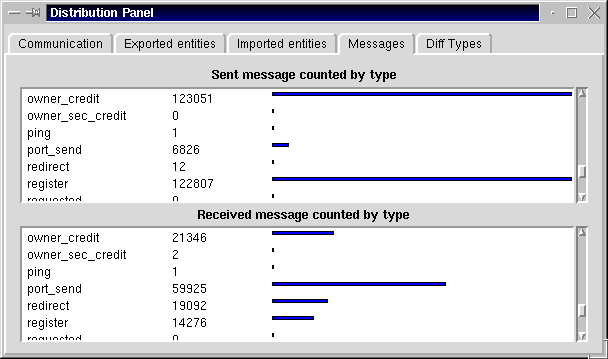 Distribution Panel
Communication Exported entities Imported entities Messages Diff Types
Sent message counted by type
owner_credit 123051
owner_sec_credit 0
ping 1
port_send 6826
redirect 12
register 122807
requested 0
Received message counted by type
owner_credit 21346
owner_sec_credit 2
ping 1
port_send 59925
redirect 19092
register 14276
requested 0